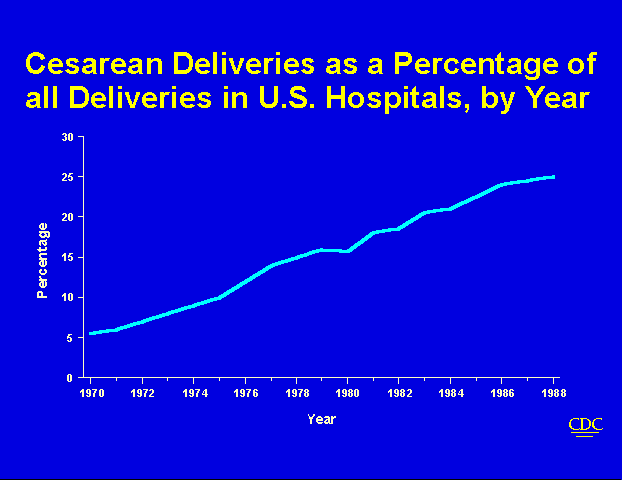 Cesarean Deliveries as a Percentage of
all Deliveries in U.S. Hospitals, by Year
30
25
20
15
10
5
0
Percentage
1970 1972 1974 1976 1978 1980 1982 1984 1986 1988
Year
CDC